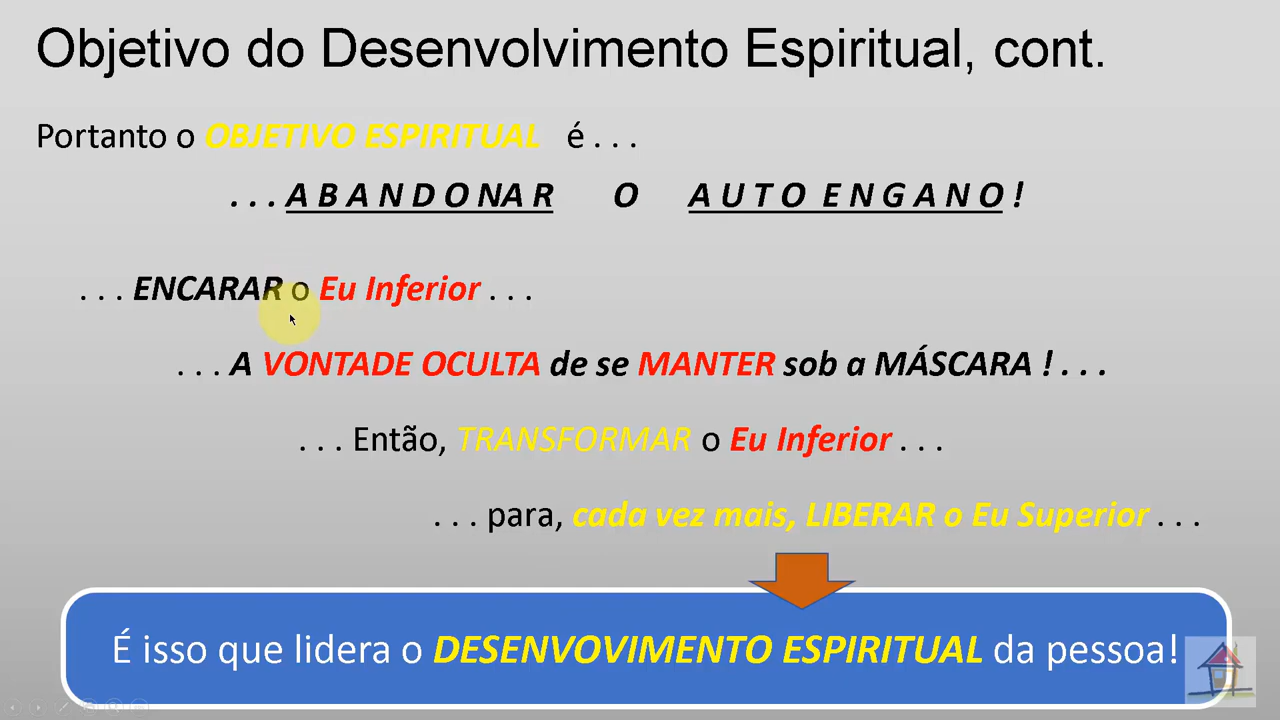 Objetivo do Desenvolvimento Espiritual, cont.
Portanto o OBJETIVO ESPIRITUAL é . . .
. . . A B A N D O NA R O A U T O E N G A N O !
. . . ENCARAR o Eu Inferior . . .
. . . A VONTADE OCULTA de se MANTER sob a MÁSCARA ! . . .
. . . Então, TRANSFORMAR o Eu Inferior . . .
. . . para, cada vez mais, LIBERAR o Eu Superior . . .
É isso que lidera o DESENVOVIMENTO ESPIRITUAL da pessoa!